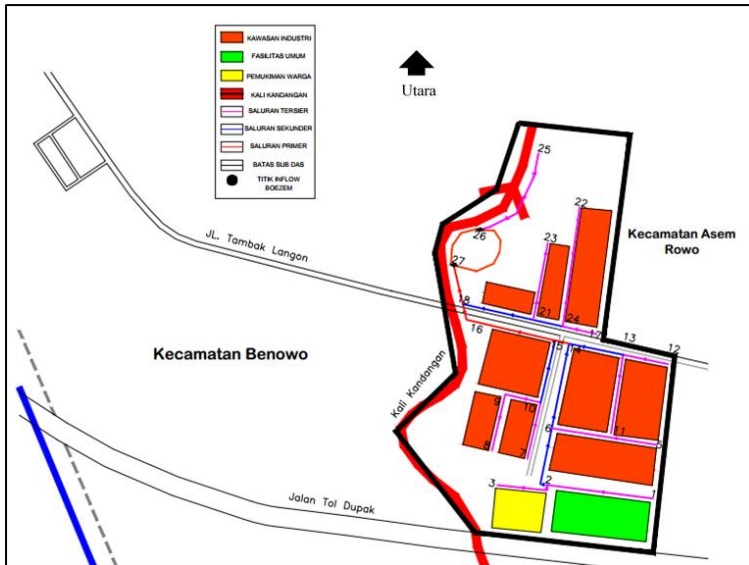 KAWASAN INDUSTRI
FASILITAS UMUM
PEMUKIMAN WARGA
KALI KANDANGAN
SALURAN TERSIER
SALURAN SEKUNDER
SALURAN PRIMER
BATAS SUB DAS
TITIK INFLOW
BOEZEM
Utara
25
22
26
23
Kecamatan Asem
Rowo
JL. Tambak Langon
27
18
21
24
17
13
12
16
15
14
Kecamatan Benowo
Kali Kandangan
9
10
6
11
5
8
7
3
2
1
Jalan Tol Dupak